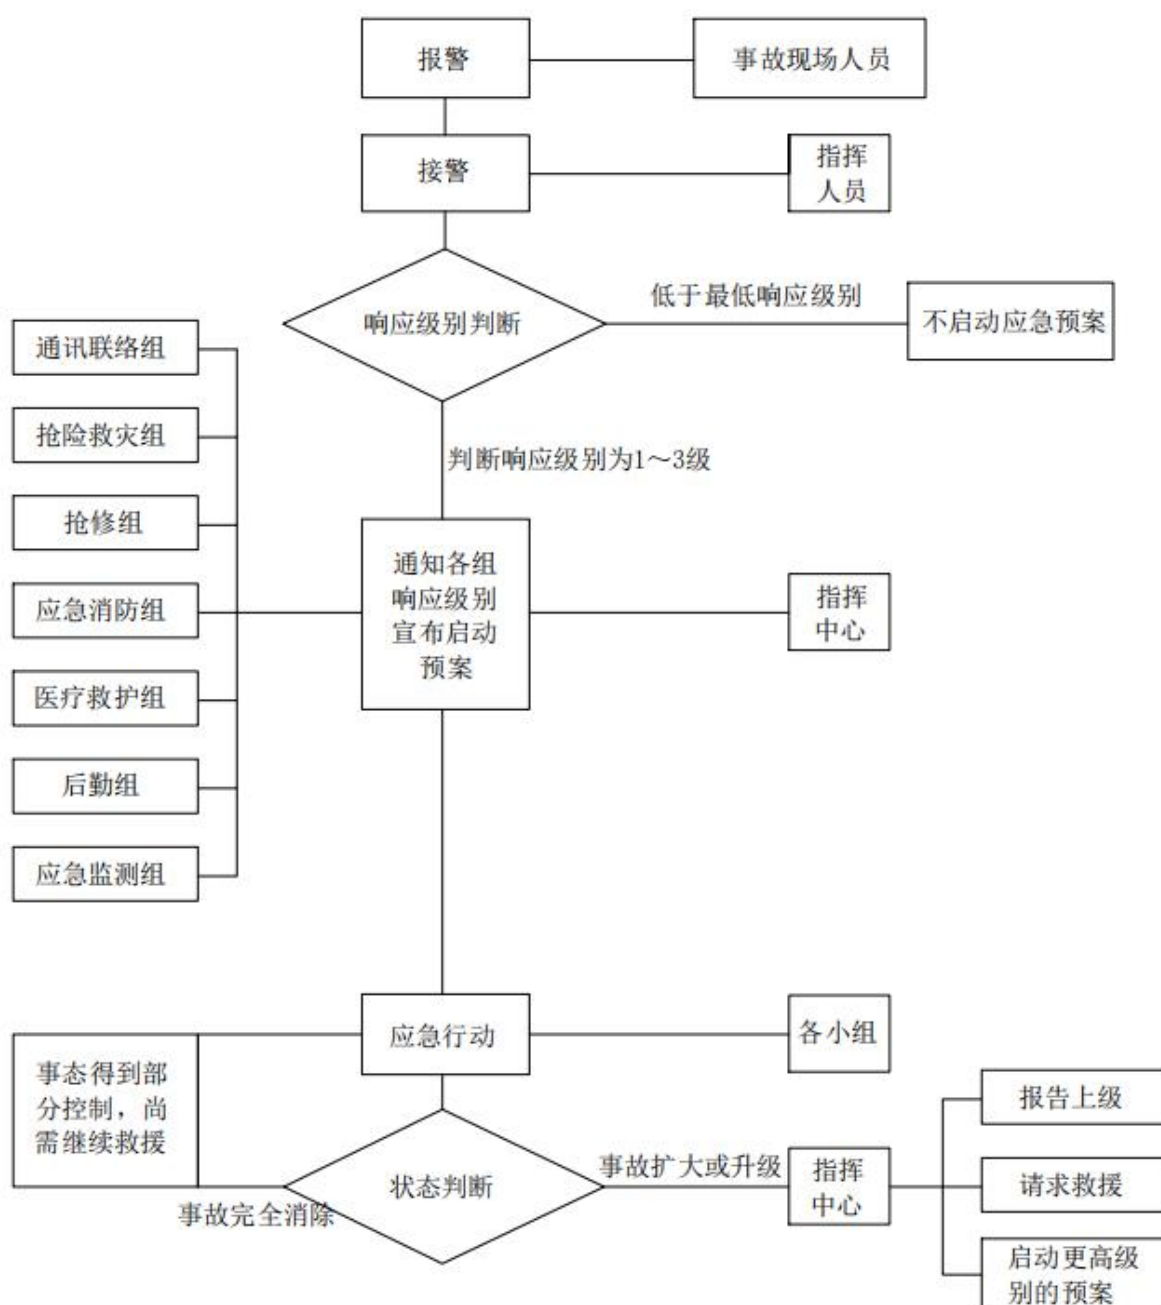 报警
事故现场人员
接警
指挥
人员
响应级别判断
低于最低响应级别
不启动应急预案
通讯联络组
抢险救灾组
抢修组
应急消防组
医疗救护组
后勤组
应急监测组
判断响应级别为1～3级
通知各组
响应级别
宣布启动
预案
指挥
中心
应急行动
各小组
事态得到部
分控制，尚
需继续救援
状态判断
事故完全消除
事故扩大或升级
指挥
中心
报告上级
请求救援
启动更高级
别的预案